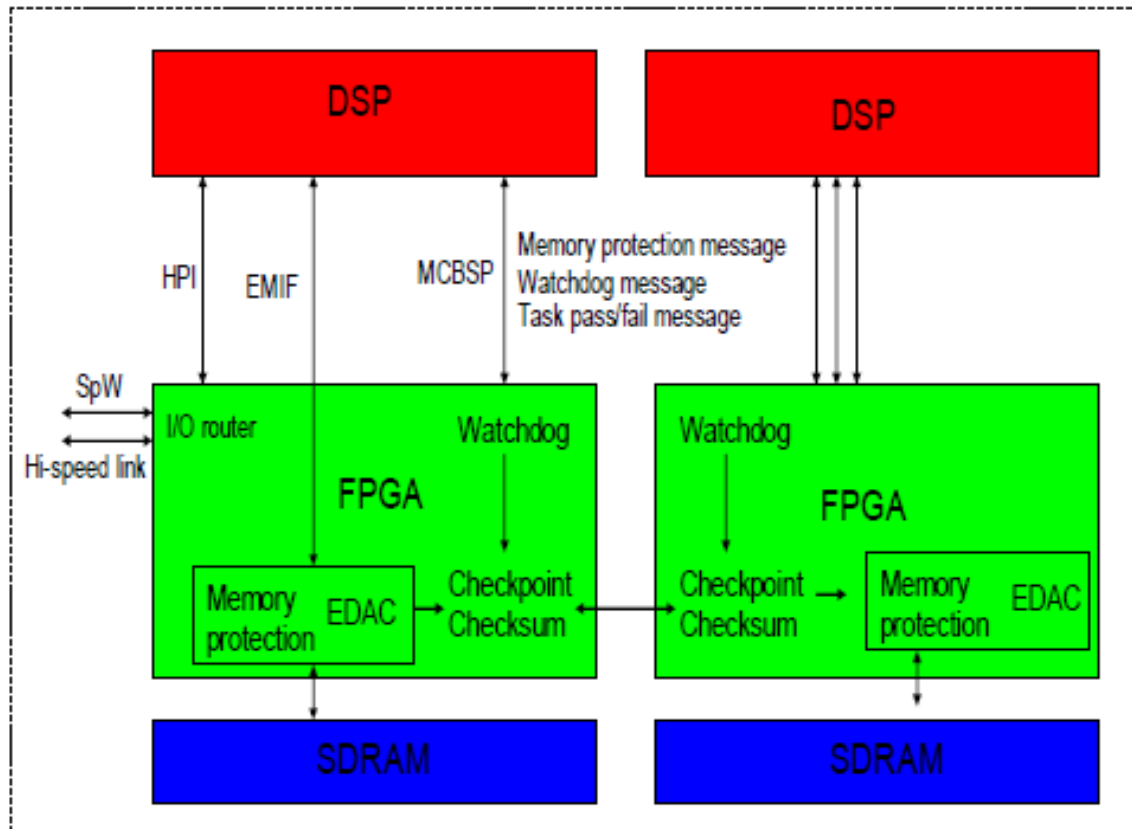 DSP
DSP
HPI
EMIF
MCBSP
Memory protection message
Watchdog message
Task pass/fail message
SpW
Hi-speed link
I/O router
Watchdog
FPGA
Memory
protection
EDAC
Checkpoint
Checksum
Watchdog
FPGA
Checkpoint
Checksum
Memory
protection
EDAC
SDRAM
SDRAM